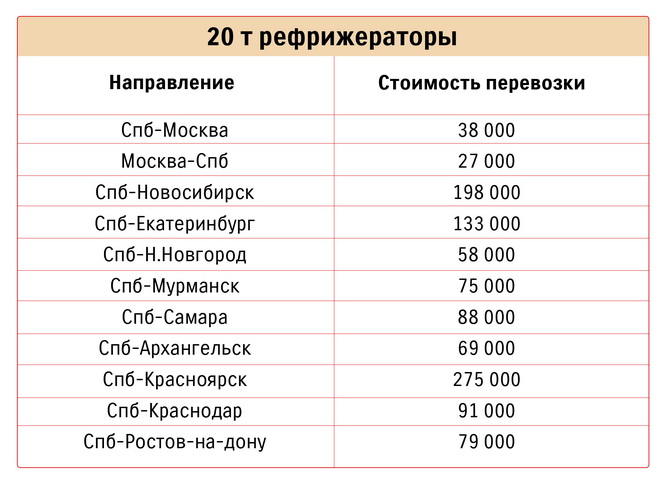 20 т рефрижераторы
Направление Стоимость перевозки
Спб-Москва 38 000
Москва-Спб 27 000
Спб-Новосибирск 198 000
Спб-Екатеринбург 133 000
Спб-Н.Новгород 58 000
Спб-Мурманск 75 000
Спб-Самара 88 000
Спб-Архангельск 69 000
Спб-Красноярск 275 000
Спб-Краснодар 91 000
Спб-Ростов-на-дону 79 000